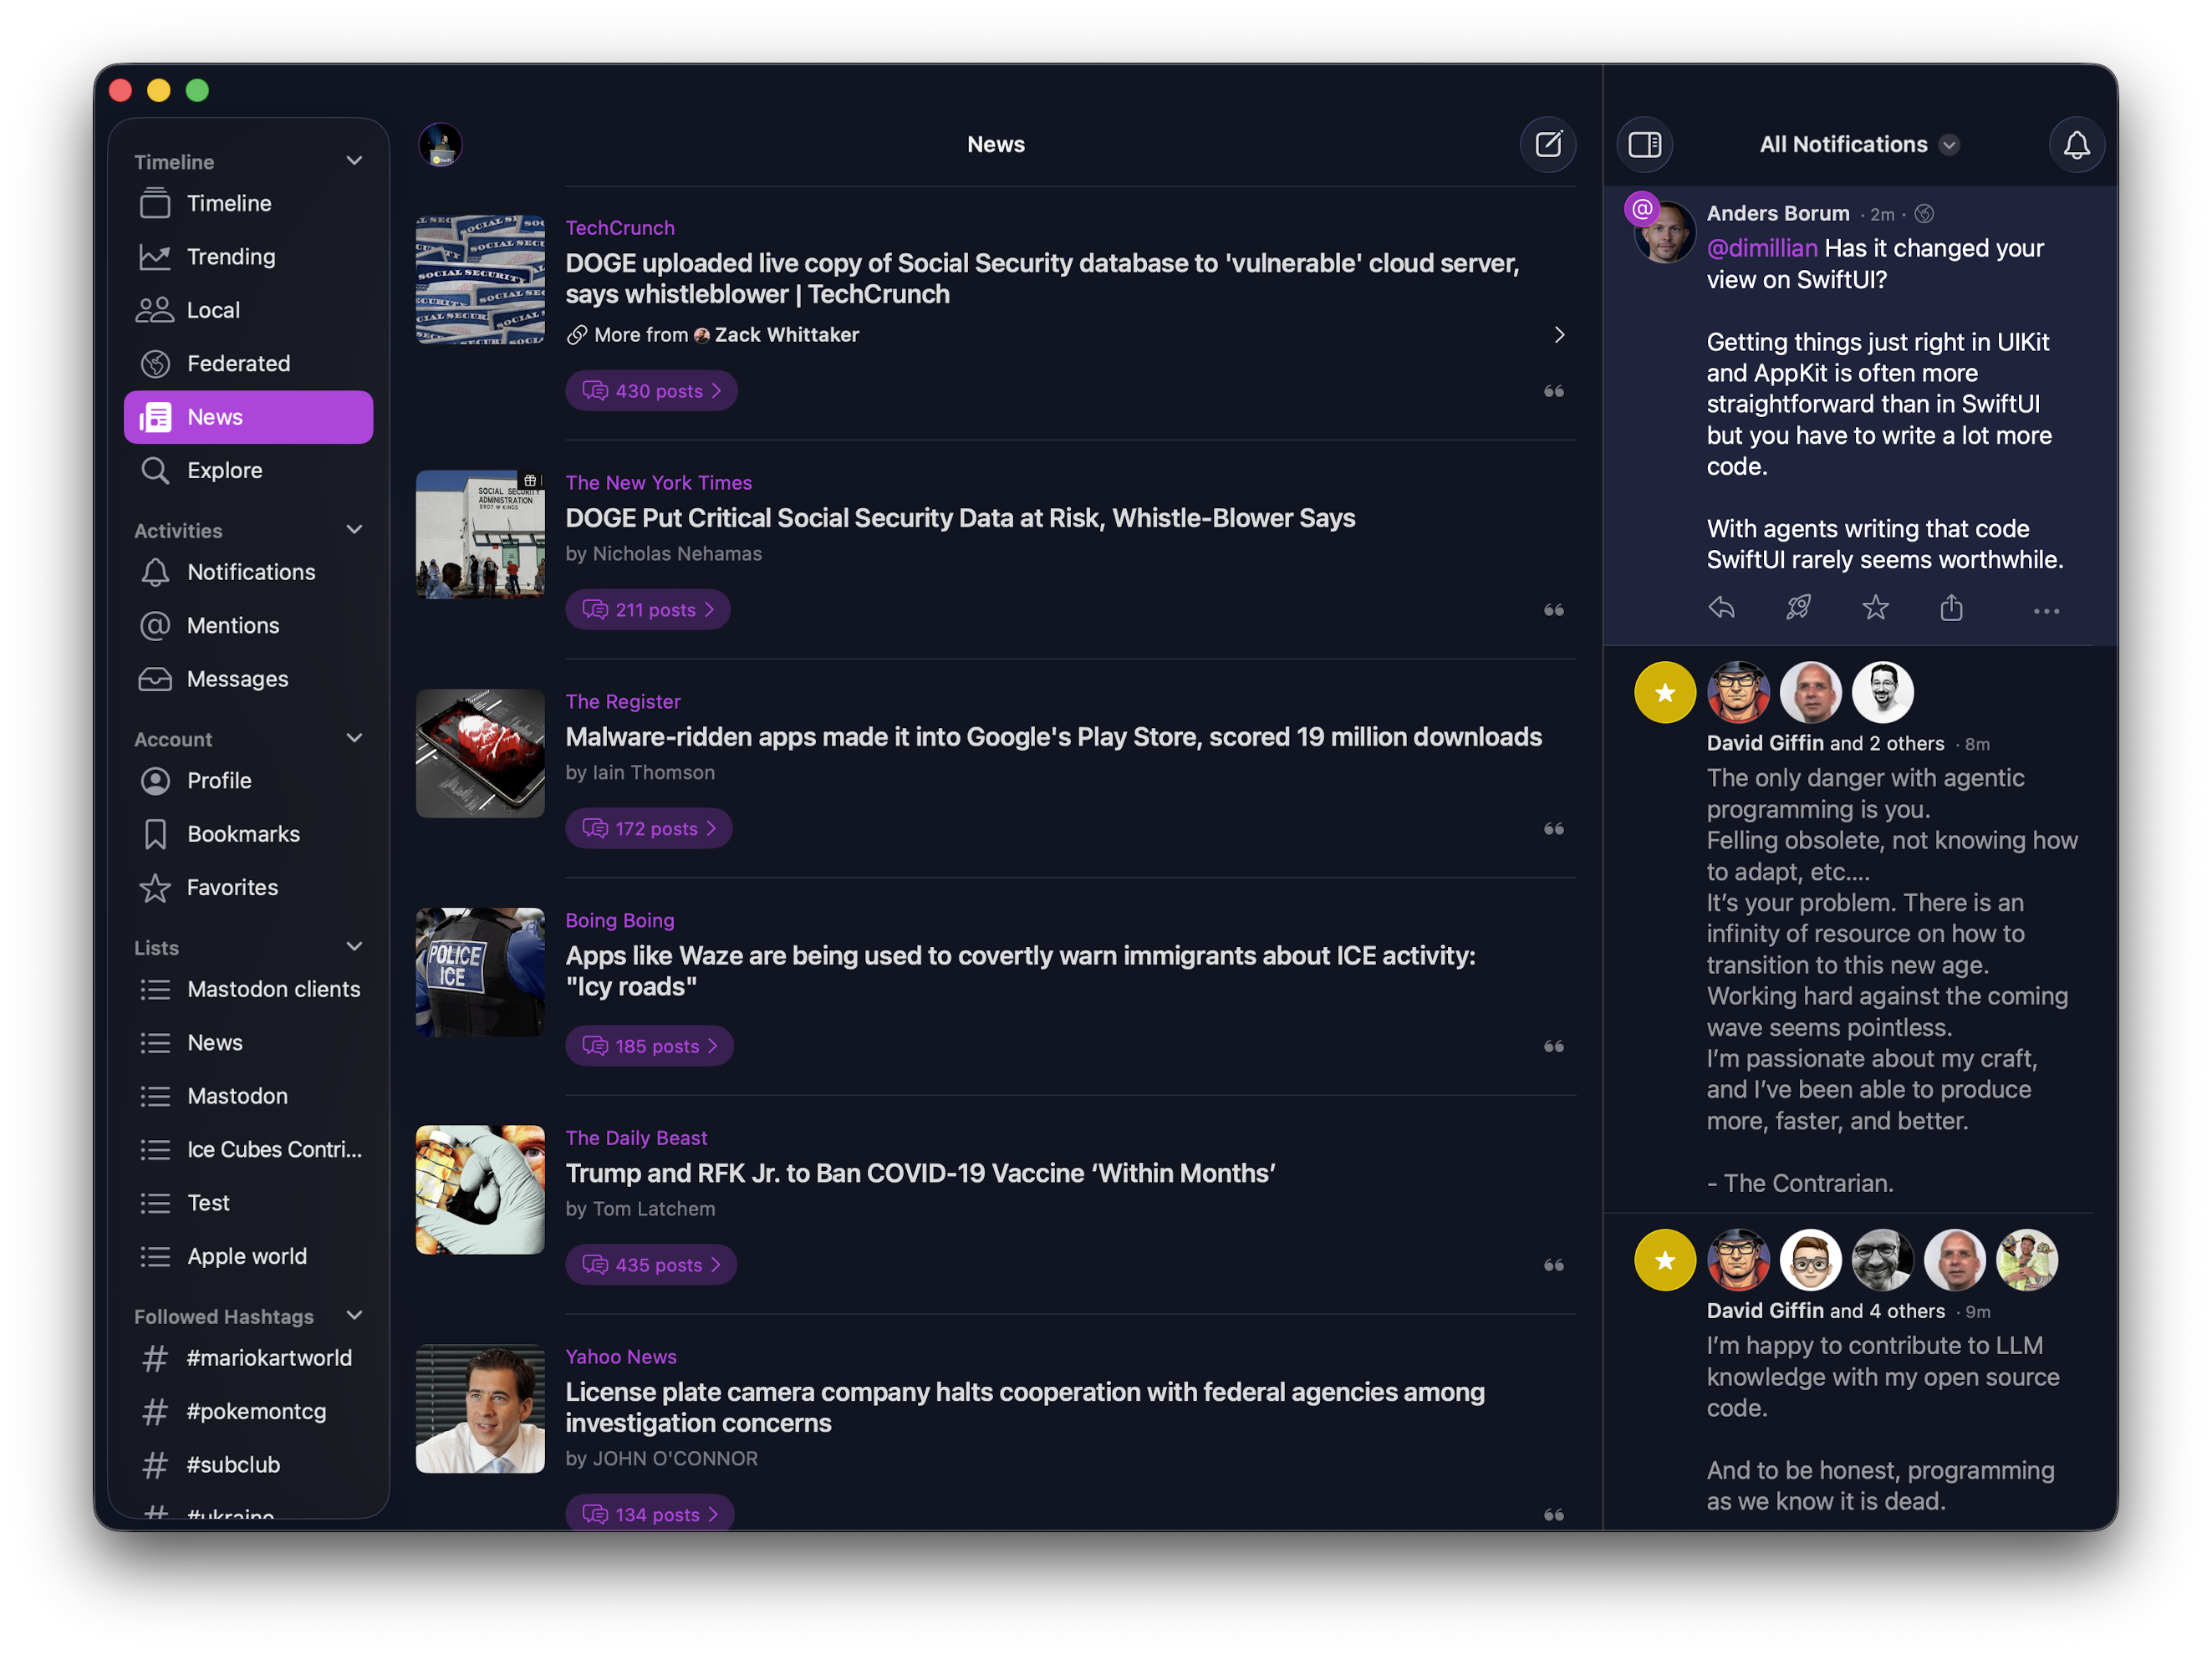 Timeline
Timeline
Trending
Local
Federated
News
Explore
Activities
Notifications
Mentions
Messages
Account
Profile
Bookmarks
Favorites
Lists
Mastodon clients
News
Mastodon
Ice Cubes Contri...
Test
Apple world
Followed Hashtags
#mariokartworld
#pokemontcg
#subclub
#ukraine
News
SOCIAL SECURITY
TechCrunch
DOGE uploaded live copy of Social Security database to 'vulnerable' cloud server,
says whistleblower | TechCrunch
More from Zack Whittaker
430 posts
SOCIAL SECURITY
ADMINISTRATION
5907 W KINGS
The New York Times
DOGE Put Critical Social Security Data at Risk, Whistle-Blower Says
by Nicholas Nehamas
211 posts
The Register
Malware-ridden apps made it into Google's Play Store, scored 19 million downloads
by Iain Thomson
172 posts
POLICE
ICE
Boing Boing
Apps like Waze are being used to covertly warn immigrants about ICE activity:
"Icy roads"
185 posts
The Daily Beast
Trump and RFK Jr. to Ban COVID-19 Vaccine ‘Within Months’
by Tom Latchem
435 posts
Yahoo News
License plate camera company halts cooperation with federal agencies among
investigation concerns
by JOHN O'CONNOR
134 posts
All Notifications
@
Anders Borum · 2m ·
@dimillian Has it changed your
view on SwiftUI?
Getting things just right in UIKit
and AppKit is often more
straightforward than in SwiftUI
but you have to write a lot more
code.
With agents writing that code
SwiftUI rarely seems worthwhile.
David Giffin and 2 others · 8m
The only danger with agentic
programming is you.
Felling obsolete, not knowing how
to adapt, etc....
It’s your problem. There is an
infinity of resource on how to
transition to this new age.
Working hard against the coming
wave seems pointless.
I’m passionate about my craft,
and I’ve been able to produce
more, faster, and better.
- The Contrarian.
David Giffin and 4 others · 9m
I’m happy to contribute to LLM
knowledge with my open source
code.
And to be honest, programming
as we know it is dead.